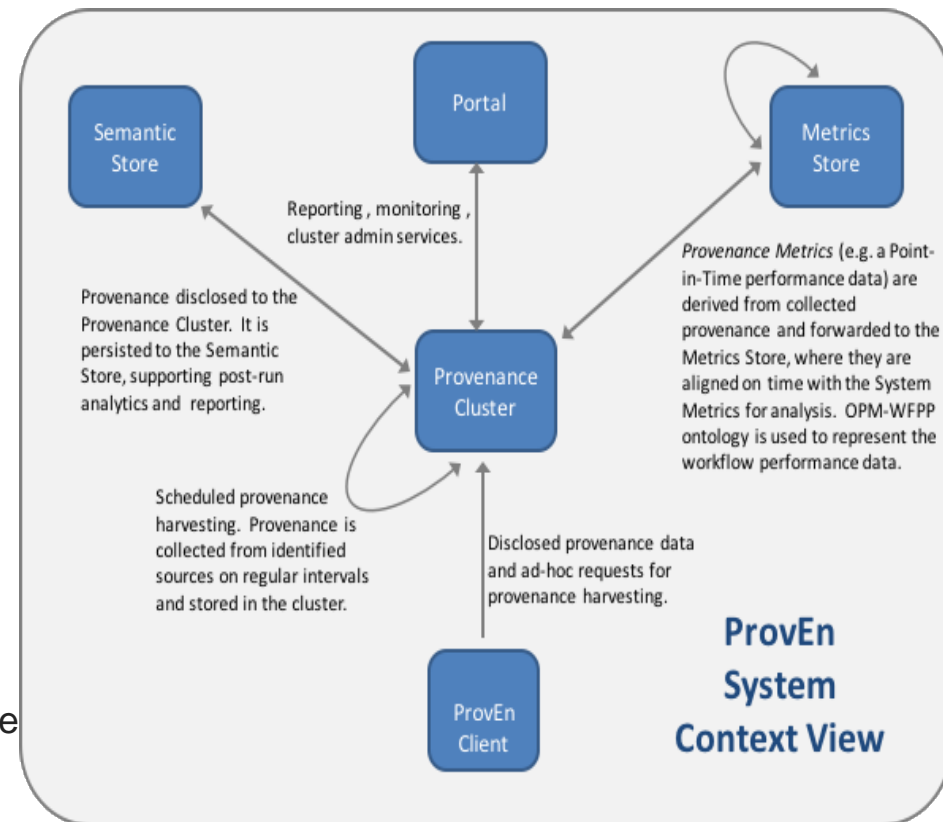 Portal
Semantic
Store
Metrics
Store
Reporting , monitoring ,
cluster admin services.
Provenance Metrics (e.g. a Point-
in-Time performance data) are
derived from collected
provenance and forwarded to the
Metrics Store, where they are
aligned on time with the System
Metrics for analysis. OPM-WFPP
ontology is used to represent the
workflow performance data.
Provenance disclosed to the
Provenance Cluster. It is
persisted to the Semantic
Store, supporting post-run
analytics and reporting.
Provenance
Cluster
Scheduled provenance
harvesting. Provenance is
collected from identified
sources on regular intervals
and stored in the cluster.
Disclosed provenance data
and ad-hoc requests for
provenance harvesting.
ProvEn
System
Context View
ProvEn
Client
e